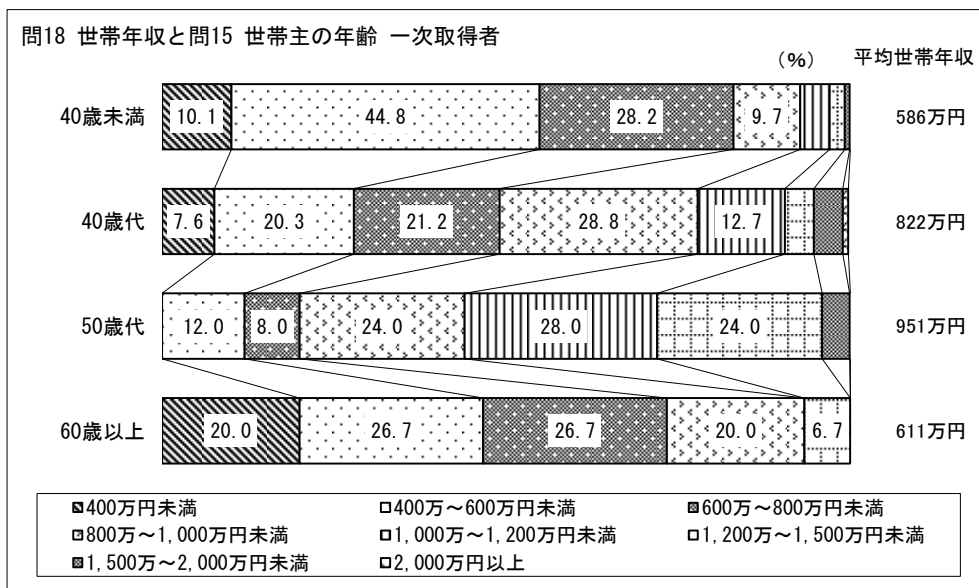 問18 世帯年収と問15 世帯主の年齢 一次取得者
(%) 平均世帯年収
40歳未満 10.1 44.8 28.2 9.7 586万円
40歳代 7.6 20.3 21.2 28.8 12.7 822万円
50歳代 12.0 8.0 24.0 28.0 24.0 951万円
60歳以上 20.0 26.7 26.7 20.0 6.7 611万円
400万円未満 400万～600万円未満 600万～800万円未満
800万～1,000万円未満 1,000万～1,200万円未満 1,200万～1,500万円未満
1,500万～2,000万円未満 2,000万円以上